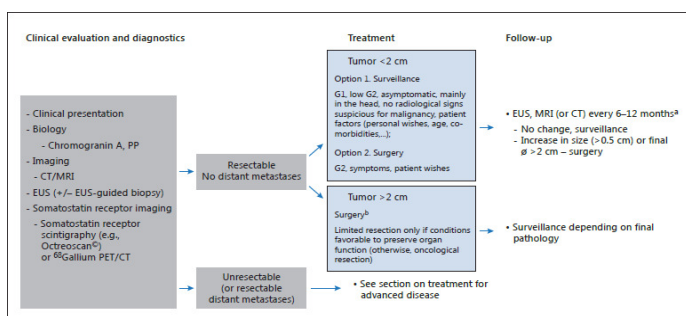 Clinical evaluation and diagnostics
- Clinical presentation
- Biology
- Chromogranin A, PP
- Imaging
- CT/MRI
- EUS (+/– EUS-guided biopsy)
- Somatostatin receptor imaging
- Somatostatin receptor
scintigraphy (e.g.,
Octreoscan©)
or ⁶⁸Gallium PET/CT
Resectable
No distant metastases
Unresectable
(or resectable
distant metastases)
Treatment
Tumor <2 cm
Option 1. Surveillance
G1, low G2, asymptomatic, mainly
in the head, no radiological signs
suspicious for malignancy, patient
factors (personal wishes, age, co-
morbidities,...);
Option 2. Surgery
G2, symptoms, patient wishes
Tumor >2 cm
Surgeryᵇ
Limited resection only if conditions
favorable to preserve organ
function (otherwise, oncological
resection)
• See section on treatment for
advanced disease
Follow-up
• EUS, MRI (or CT) every 6–12 monthsᵃ
- No change, surveillance
- Increase in size (>0.5 cm) or final
ø >2 cm – surgery
• Surveillance depending on final
pathology